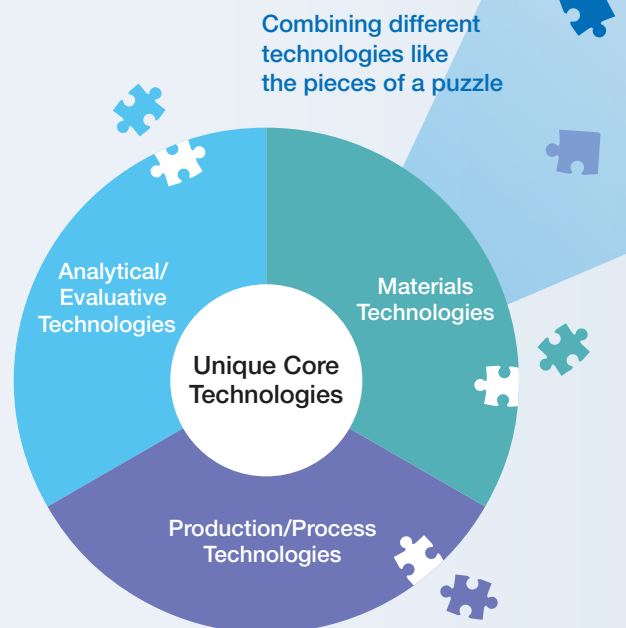 Combining different
technologies like
the pieces of a puzzle
Analytical/
Evaluative
Technologies
Materials
Technologies
Unique Core
Technologies
Production/Process
Technologies